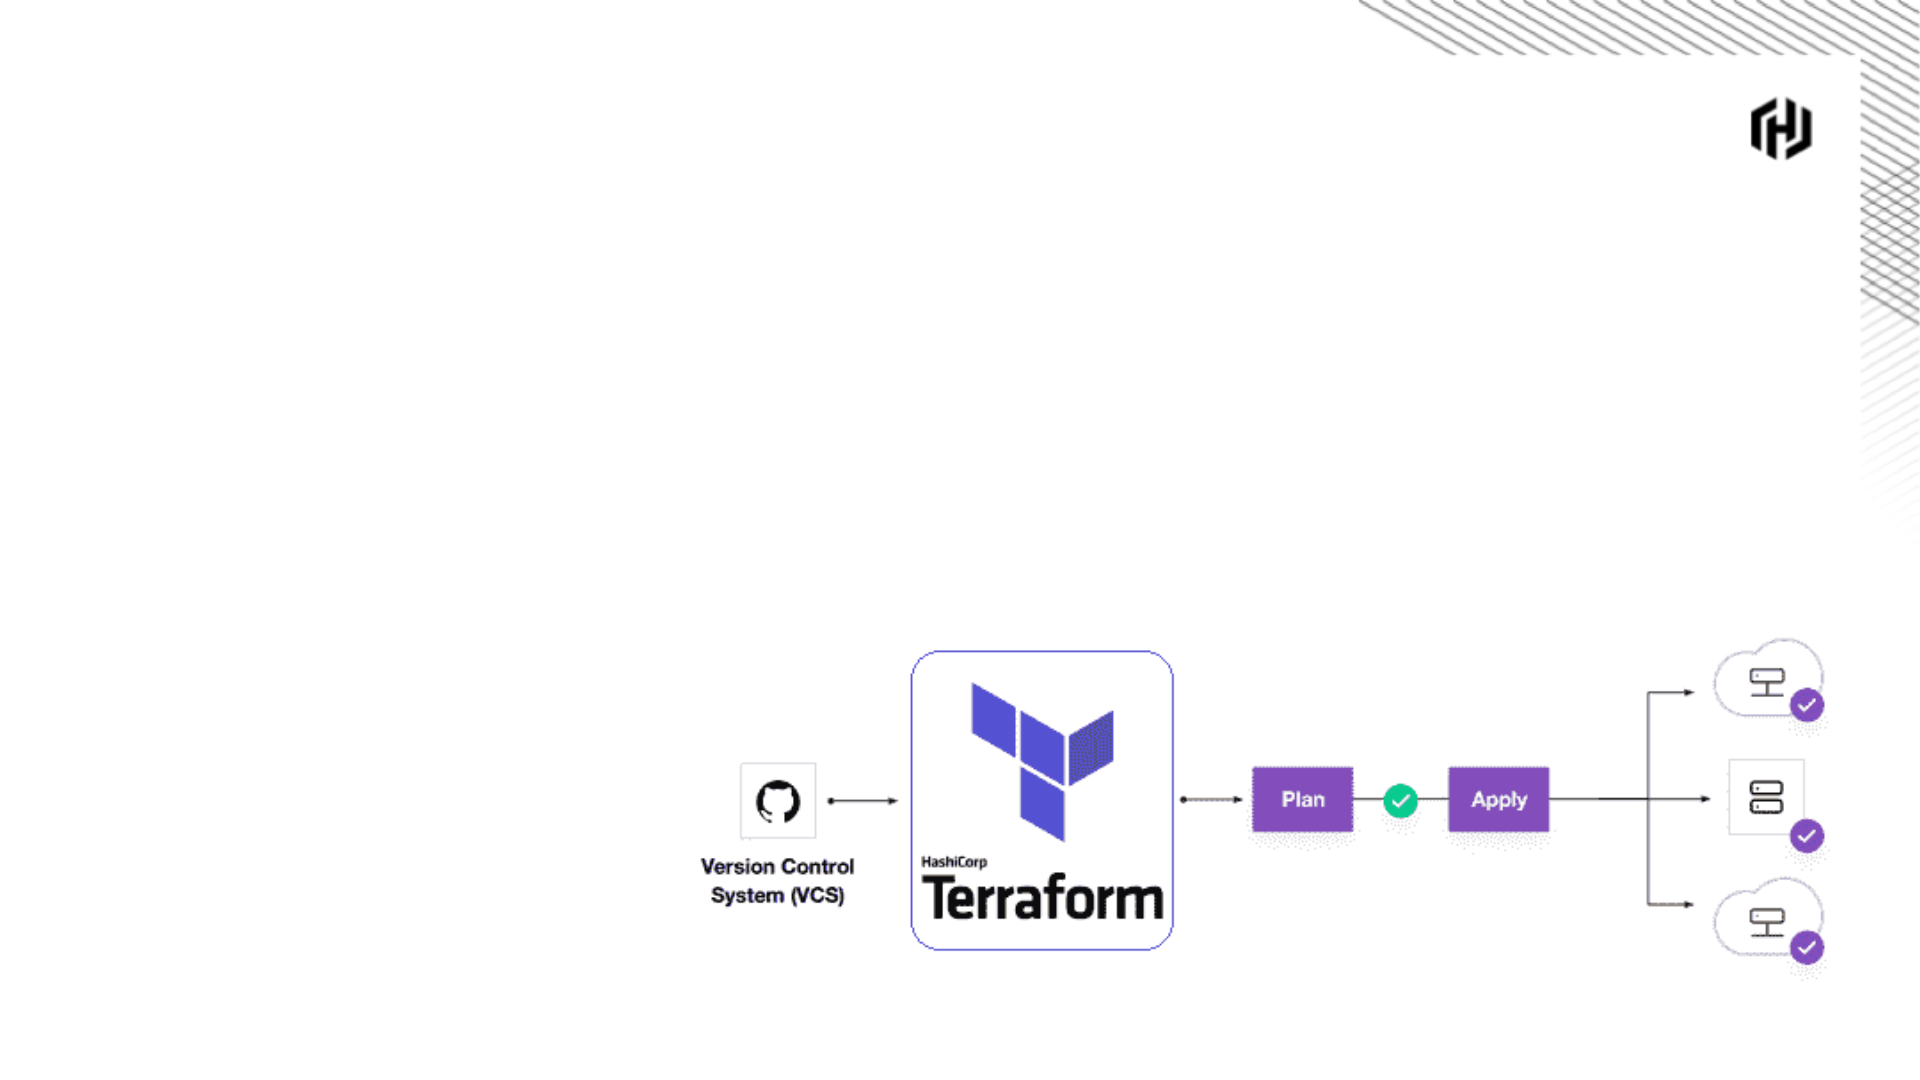 Version Control
System (VCS)
HashiCorp
Terraform
Plan
Apply